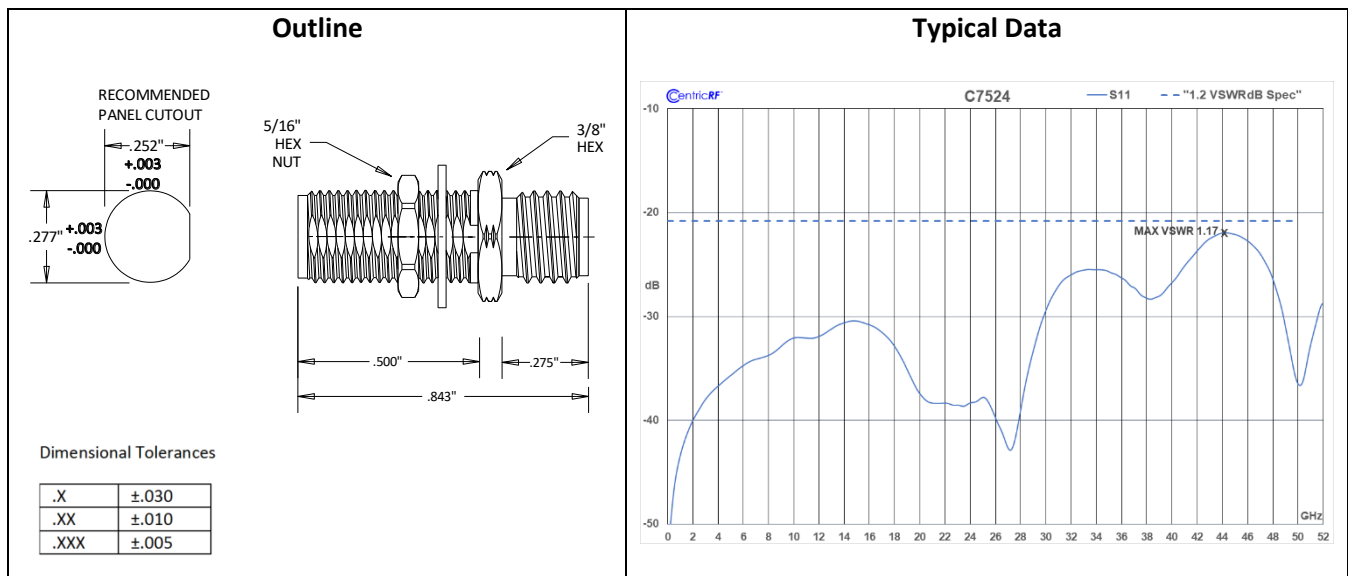 Outline
RECOMMENDED
PANEL CUTOUT
.252"
+.003
-.000
.277"
+.003
-.000
5/16"
HEX
NUT
3/8"
HEX
.500"
.275"
.843"
Dimensional Tolerances
.X ±.030
.XX ±.010
.XXX ±.005
Typical Data
CentricRF
C7524
S11
"1.2 VSWRdB Spec"
-10
-20
MAX VSWR 1.17
dB
-30
-40
-50
GHz
0 2 4 6 8 10 12 14 16 18 20 22 24 26 28 30 32 34 36 38 40 42 44 46 48 50 52